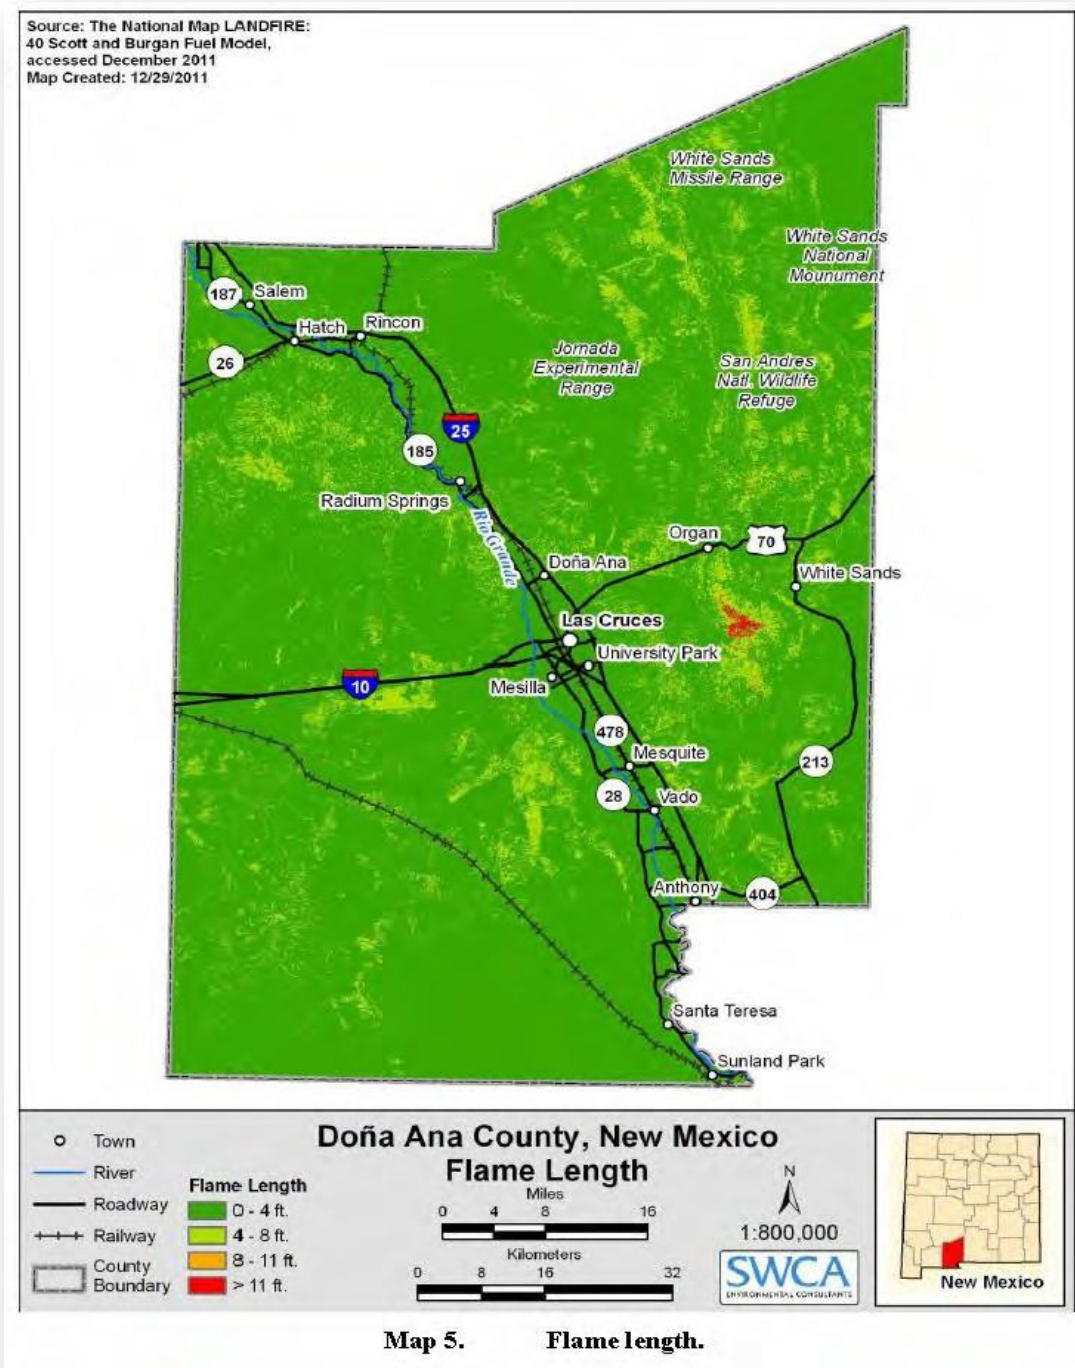 Source: The National Map LANDFIRE:
40 Scott and Burgan Fuel Model,
accessed December 2011
Map Created: 12/29/2011
White Sands
Missile Range
White Sands
National
Mounument
187
Salem
Hatch
Rincon
26
Jornada
Experimental
Range
San Andres
Natl. Wildlife
Refuge
25
185
Radium Springs
Rio Grande
Organ
70
Doña Ana
White Sands
Las Cruces
University Park
10
Mesilla
478
Mesquite
213
28
Vado
Anthony
404
Santa Teresa
Sunland Park
Town
River
Roadway
Railway
County
Boundary
Flame Length
0 - 4 ft.
4 - 8 ft.
8 - 11 ft.
> 11 ft.
Doña Ana County, New Mexico
Flame Length
Miles
0 4 8 16
Kilometers
0 8 16 32
N
1:800,000
SWCA
ENVIRONMENTAL CONSULTANTS
New Mexico
Map 5. Flame length.